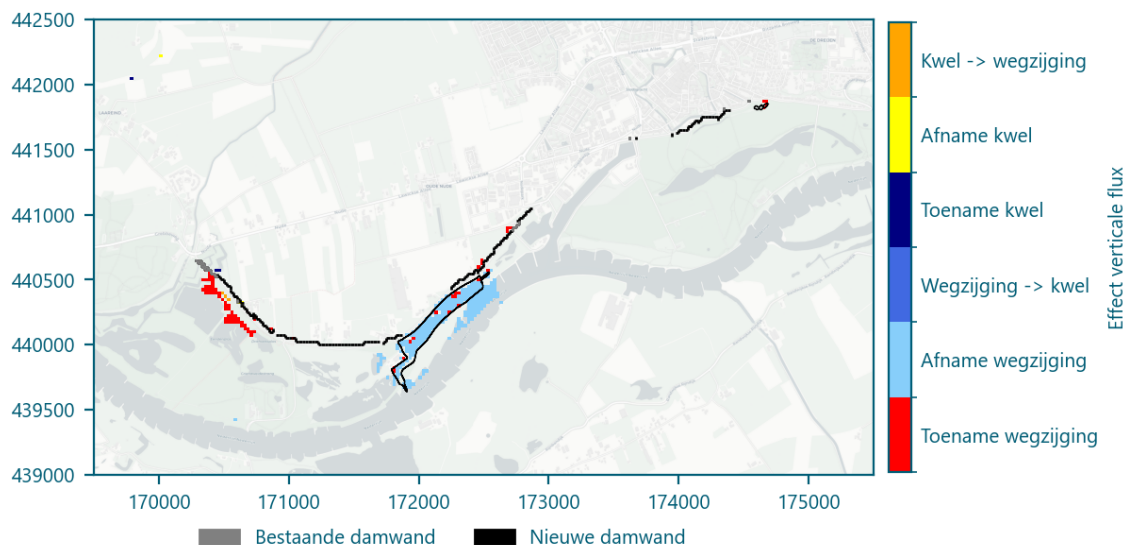 442500
442000
441500
441000
440500
440000
439500
439000
170000
171000
172000
173000
174000
175000
Kwel -> wegzijging
Afname kwel
Toename kwel
Wegzijging -> kwel
Afname wegzijging
Toename wegzijging
Effect verticale flux
Bestaande damwand
Nieuwe damwand